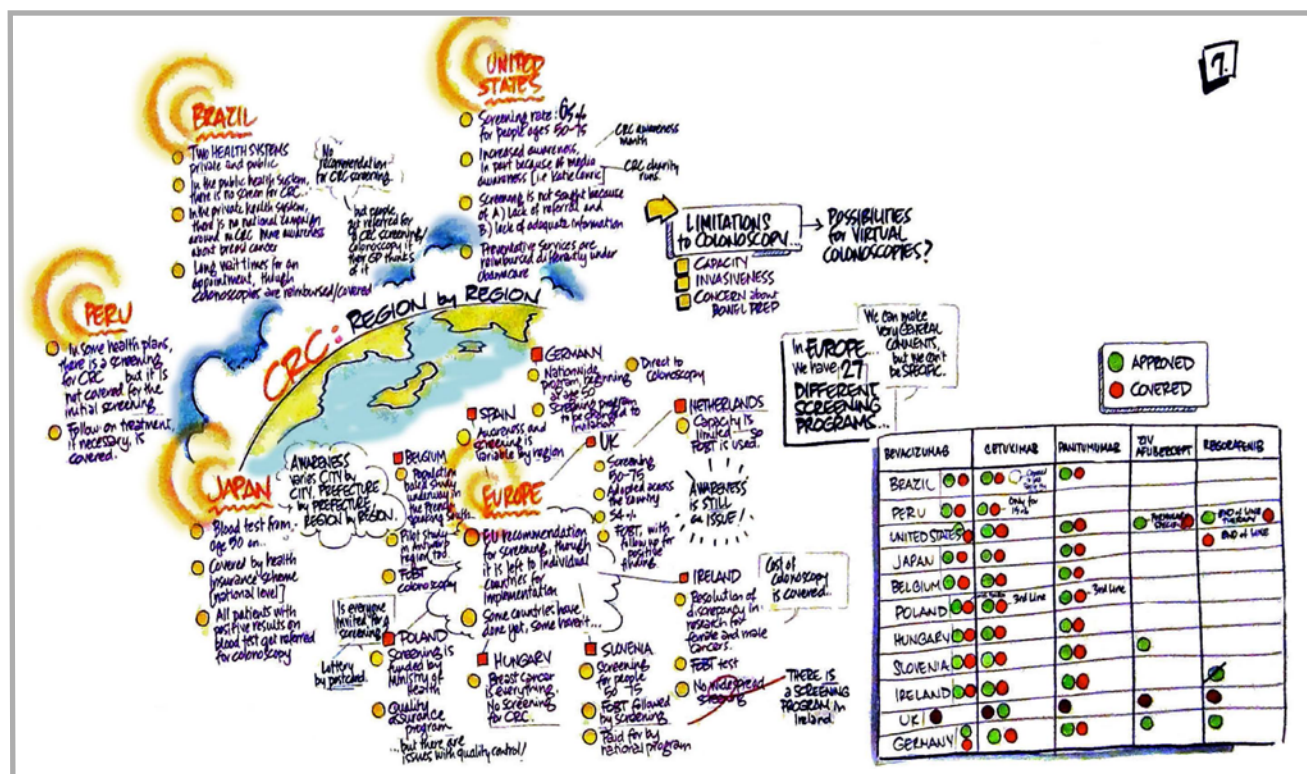 7.
BRAZIL
TWO HEALTH SYSTEMS
private and public
In the public health system,
there is no screen for CRC...
In the private health system,
there is no national campaign
around mCRC more awareness
about breast cancer
Long wait times for an
appointment, though
colonoscopies are reimbursed/covered
No
recommendation
for CRC screening.
but people
get referred for
a CRC screening/
colonoscopy if
their GP thinks
of it
UNITED
STATES
Screening rate: 65%
for people ages 50-75
Increased awareness,
in part because of media
awareness [i.e. Katie Couric]
CRC awareness
month
CRC charity
runs.
Screening is not sought because
of A) Lack of referral and
B) lack of adequate information
Preventative Services are
reimbursed differently under
Obamacare
LIMITATIONS
to COLONOSCOPY...
CAPACITY
INVASIVENESS
CONCERN about
BOWEL PREP
POSSIBILITIES
for VIRTUAL
COLONOSCOPIES?
PERU
In some health plans,
there is a screening
for CRC but it is
not covered for the
initial screening
Follow on treatment,
if necessary, is
covered.
CRC: REGION by REGION
JAPAN
Blood test from
age 50 on...
Covered by health
insurance scheme
[national level]
All patients with
positive results on
blood test get referred
for colonoscopy
AWARENESS
varies CITY by
CITY, PREFECTURE
by PREFECTURE,
REGION by REGION.
GERMANY
Nationwide
program, beginning
at age 50
Screening program
to be changed to
invitation
Direct to
colonoscopy
SPAIN
Awareness and
screening is
variable by region
NETHERLANDS
Capacity is
limited so
FOBT is used.
BELGIUM
Population
based study
underway in
the French
speaking South...
Pilot study
in Antwerp
region too
FOBT
colonoscopy
UK
Screening
50-75
Adopted across
the country
54%
FOBT, with
follow up for
positive
finding.
AWARENESS
is STILL
an ISSUE!
EUROPE
EU recommendation
for screening, though
it is left to individual
countries for
implementation
Some countries have
done yet, some haven't...
IRELAND
Resolution of
discrepancy in
research for
female and male
cancers.
FOBT test
No widespread
screening
THERE IS
a SCREENING
PROGRAM in
Ireland.
Cost of
colonoscopy
is covered...
Is everyone
invited for a
screening?
Lottery
by postcard.
POLAND
Screening is
funded by
Ministry of
Health
Quality
assurance
program
...but there are
issues with quality control!
HUNGARY
Breast cancer
is everything,
No screening
for CRC.
SLOVENIA
Screening
for people
50-75
FOBT followed
by screening
Paid for by
national program
In EUROPE...
We have 27
DIFFERENT
SCREENING
PROGRAMS...
We can make
very GENERAL
COMMENTS,
but we can't
be SPECIFIC.
APPROVED
COVERED
BEVACIZUMAB
CETUXIMAB
PANITUMUMAB
ZIV
AFLIBERCEPT
REGORAFENIB
BRAZIL
PERU
Only for
UNITED STATES
END of LINE
THERAPY
JAPAN
END of LINE
BELGIUM
POLAND
3rd Line
3rd Line
HUNGARY
SLOVENIA
IRELAND
UK
GERMANY